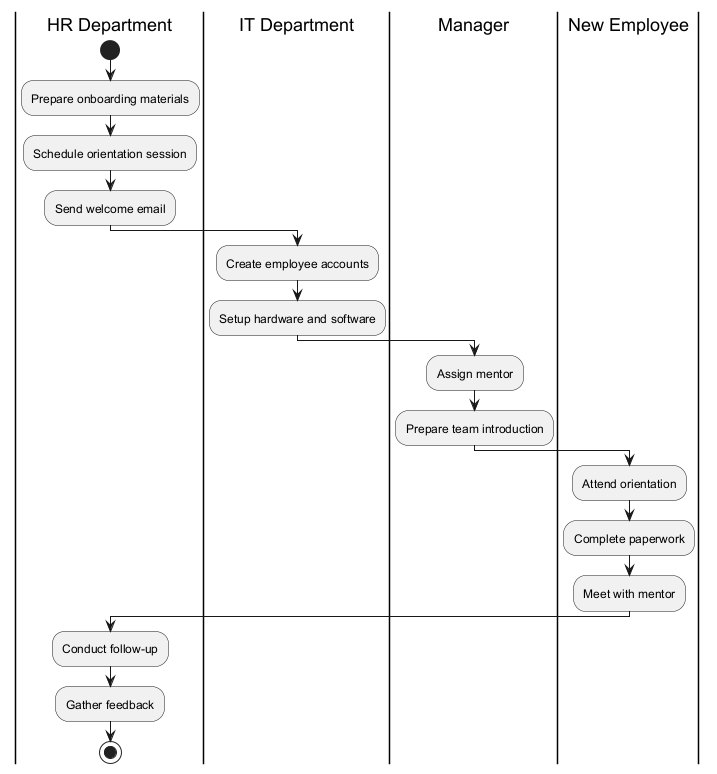 HR Department
IT Department
Manager
New Employee
Prepare onboarding materials
Schedule orientation session
Send welcome email
Create employee accounts
Setup hardware and software
Assign mentor
Prepare team introduction
Attend orientation
Complete paperwork
Meet with mentor
Conduct follow-up
Gather feedback